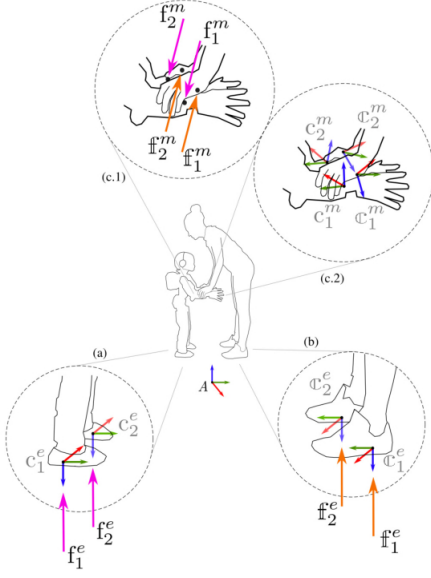 f₂ᵐ
f₁ᵐ
𝕗₂ᵐ
𝕗₁ᵐ
(c.1)
c₂ᵐ
ℂ₂ᵐ
c₁ᵐ
ℂ₁ᵐ
(c.2)
(a)
(b)
A
c₁ᵉ
c₂ᵉ
f₂ᵉ
f₁ᵉ
ℂ₂ᵉ
ℂ₁ᵉ
𝕗₂ᵉ
𝕗₁ᵉ